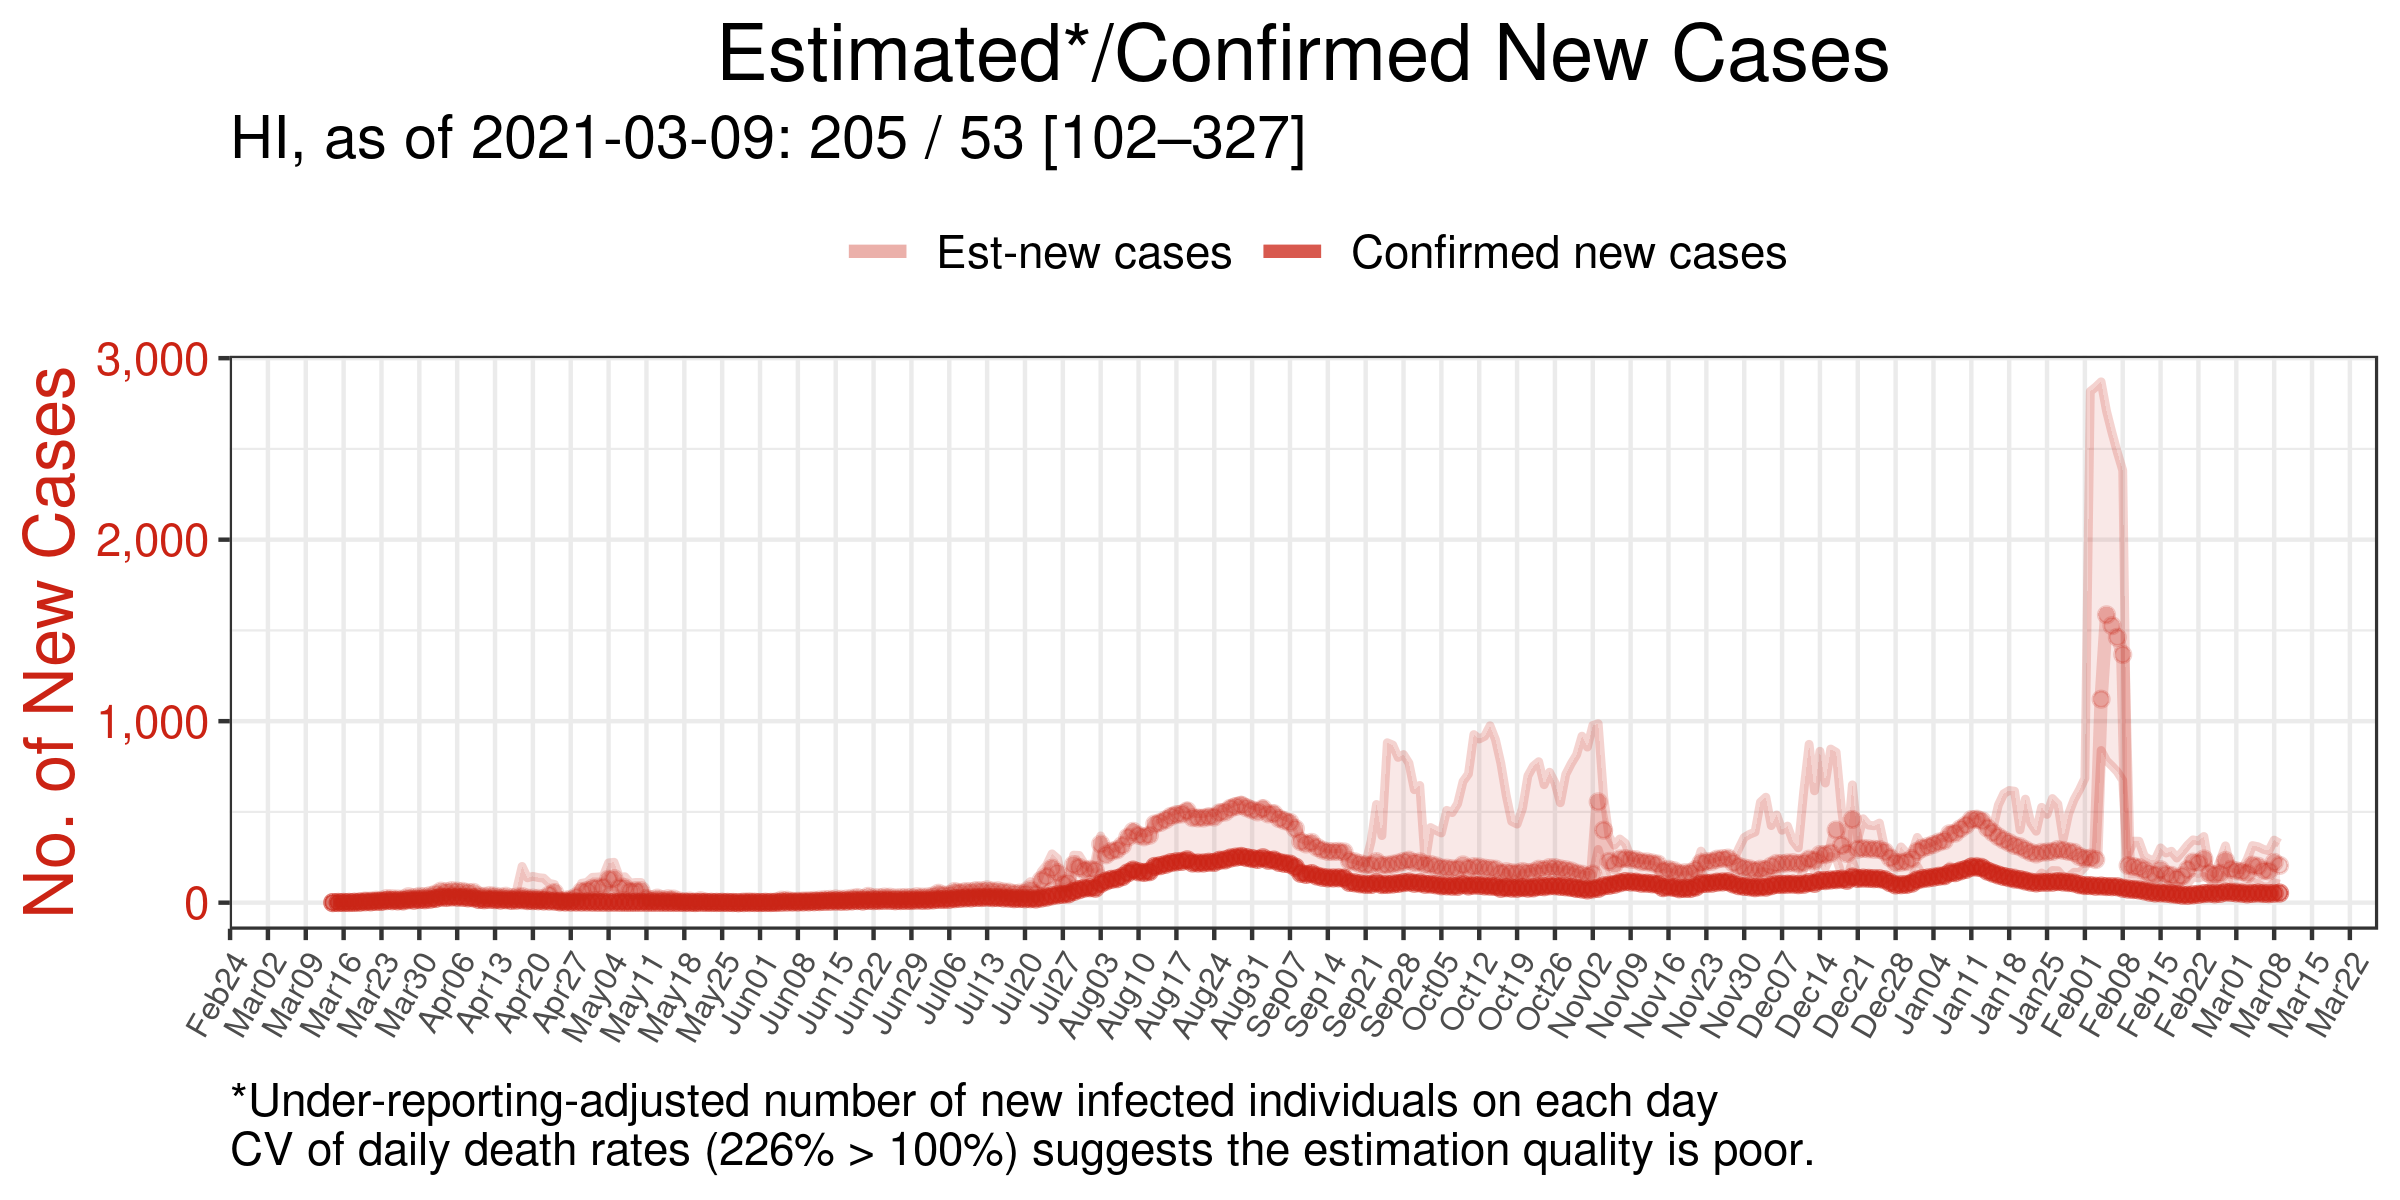 Estimated*/Confirmed New Cases
HI, as of 2021-03-09: 205 / 53 [102–327]
Est-new cases Confirmed new cases
No. of New Cases
3,000
2,000
1,000
0
Feb24 Mar02 Mar09 Mar16 Mar23 Mar30 Apr06 Apr13 Apr20 Apr27 May04 May11 May18 May25 Jun01 Jun08 Jun15 Jun22 Jun29 Jul06 Jul13 Jul20 Jul27 Aug03 Aug10 Aug17 Aug24 Aug31 Sep07 Sep14 Sep21 Sep28 Oct05 Oct12 Oct19 Oct26 Nov02 Nov09 Nov16 Nov23 Nov30 Dec07 Dec14 Dec21 Dec28 Jan04 Jan11 Jan18 Jan25 Feb01 Feb08 Feb15 Feb22 Mar01 Mar08 Mar15 Mar22
*Under-reporting-adjusted number of new infected individuals on each day
CV of daily death rates (226% > 100%) suggests the estimation quality is poor.